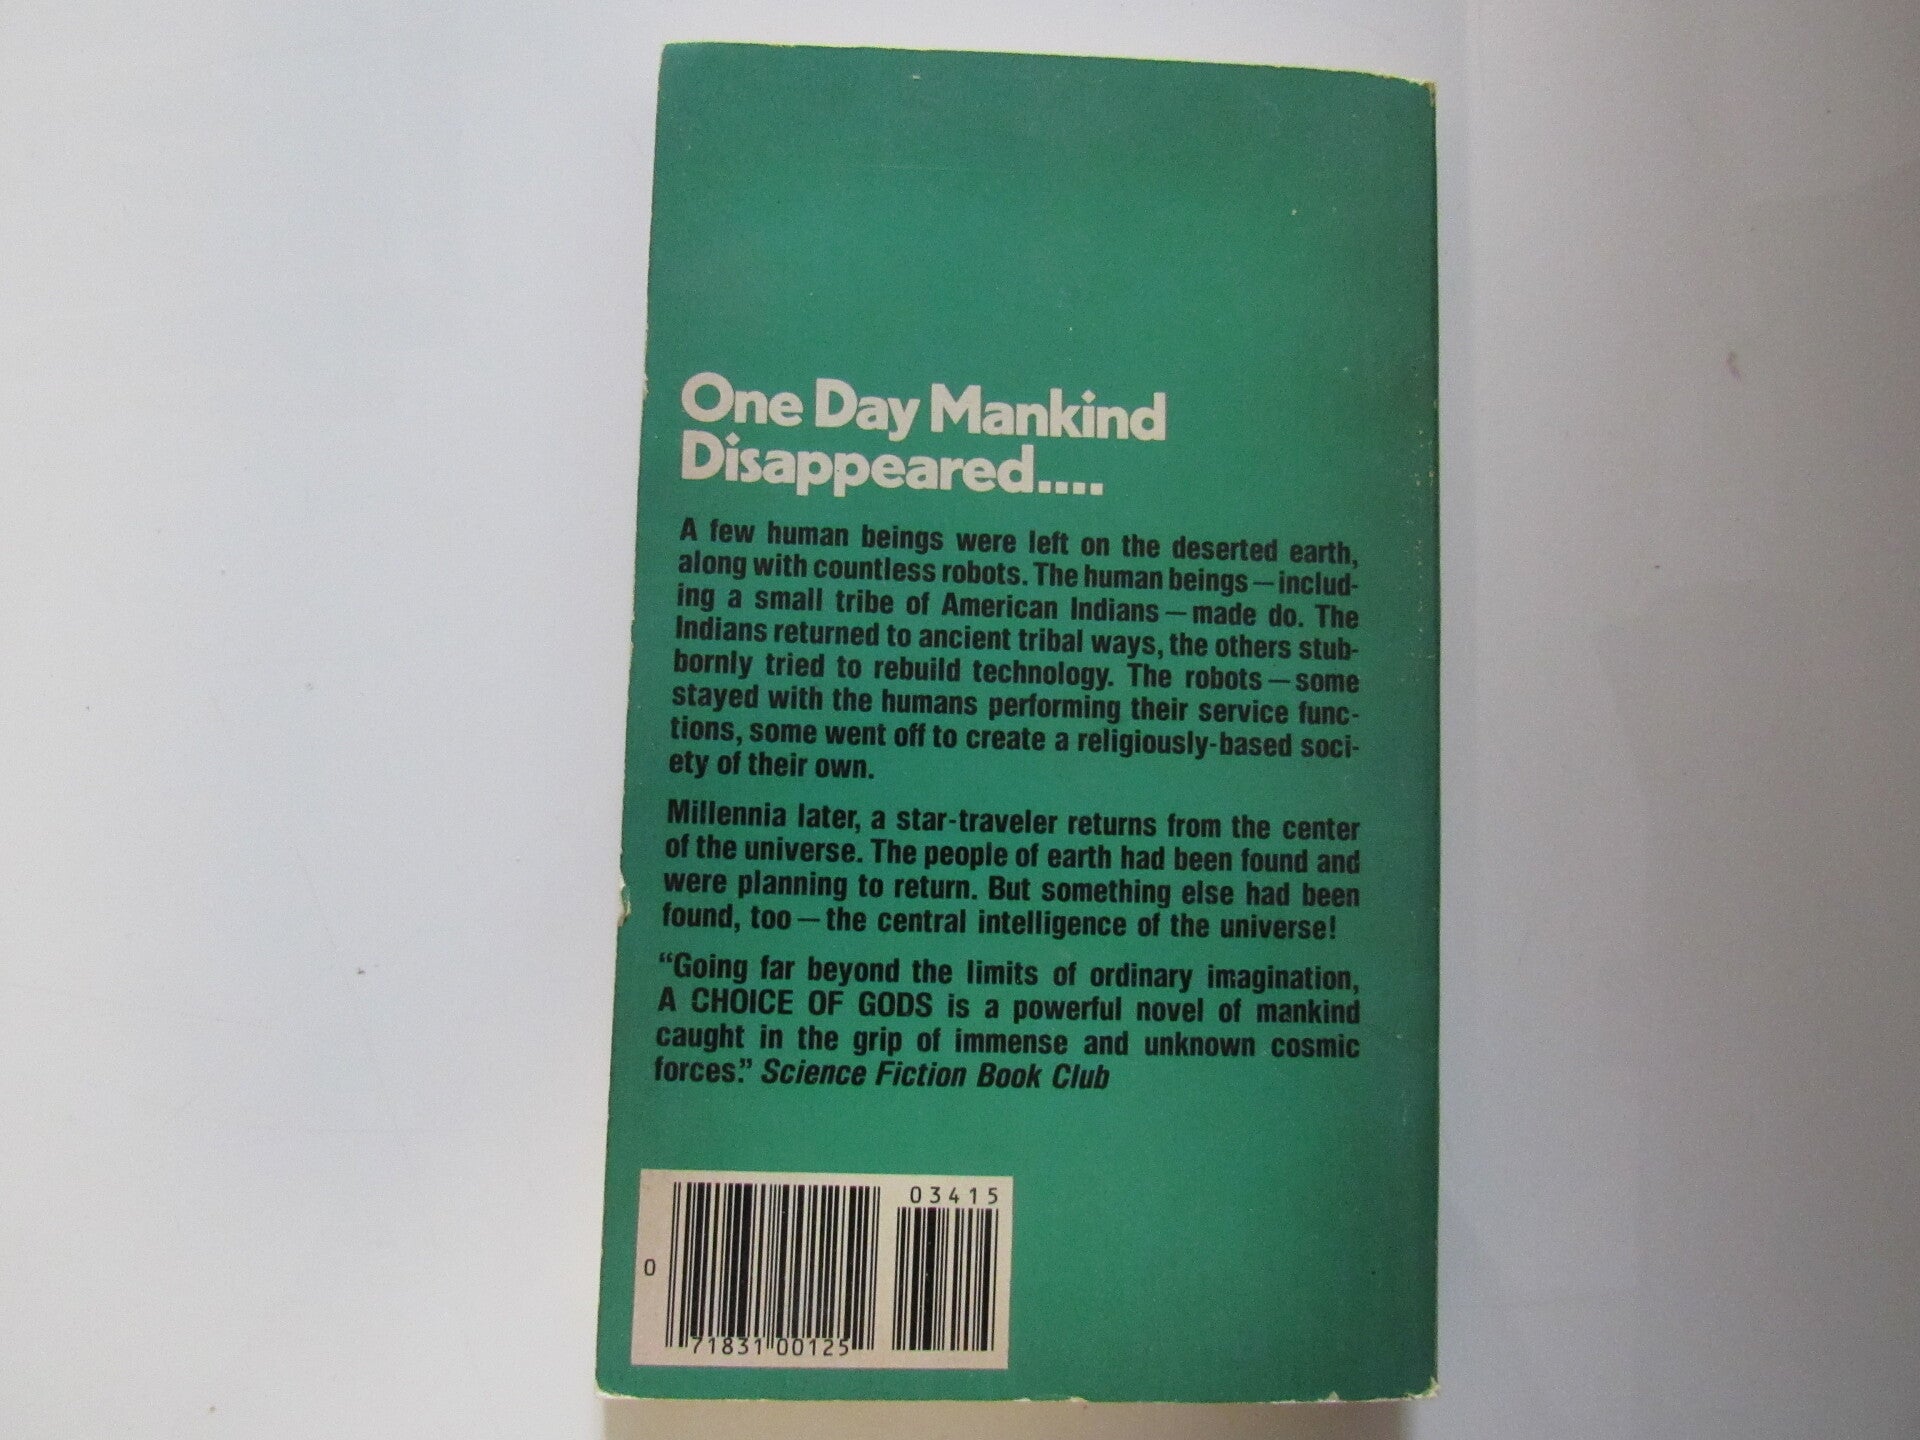 One Day Mankind
Disappeared....
A few human beings were left on the deserted earth,
along with countless robots. The human beings — includ-
ing a small tribe of American Indians — made do. The
Indians returned to ancient tribal ways, the others stub-
bornly tried to rebuild technology. The robots — some
stayed with the humans performing their service func-
tions, some went off to create a religiously-based soci-
ety of their own.
Millennia later, a star-traveler returns from the center
of the universe. The people of earth had been found and
were planning to return. But something else had been
found, too — the central intelligence of the universe!
“Going far beyond the limits of ordinary imagination,
A CHOICE OF GODS is a powerful novel of mankind
caught in the grip of immense and unknown cosmic
forces.” Science Fiction Book Club
03415
0
71831 00125